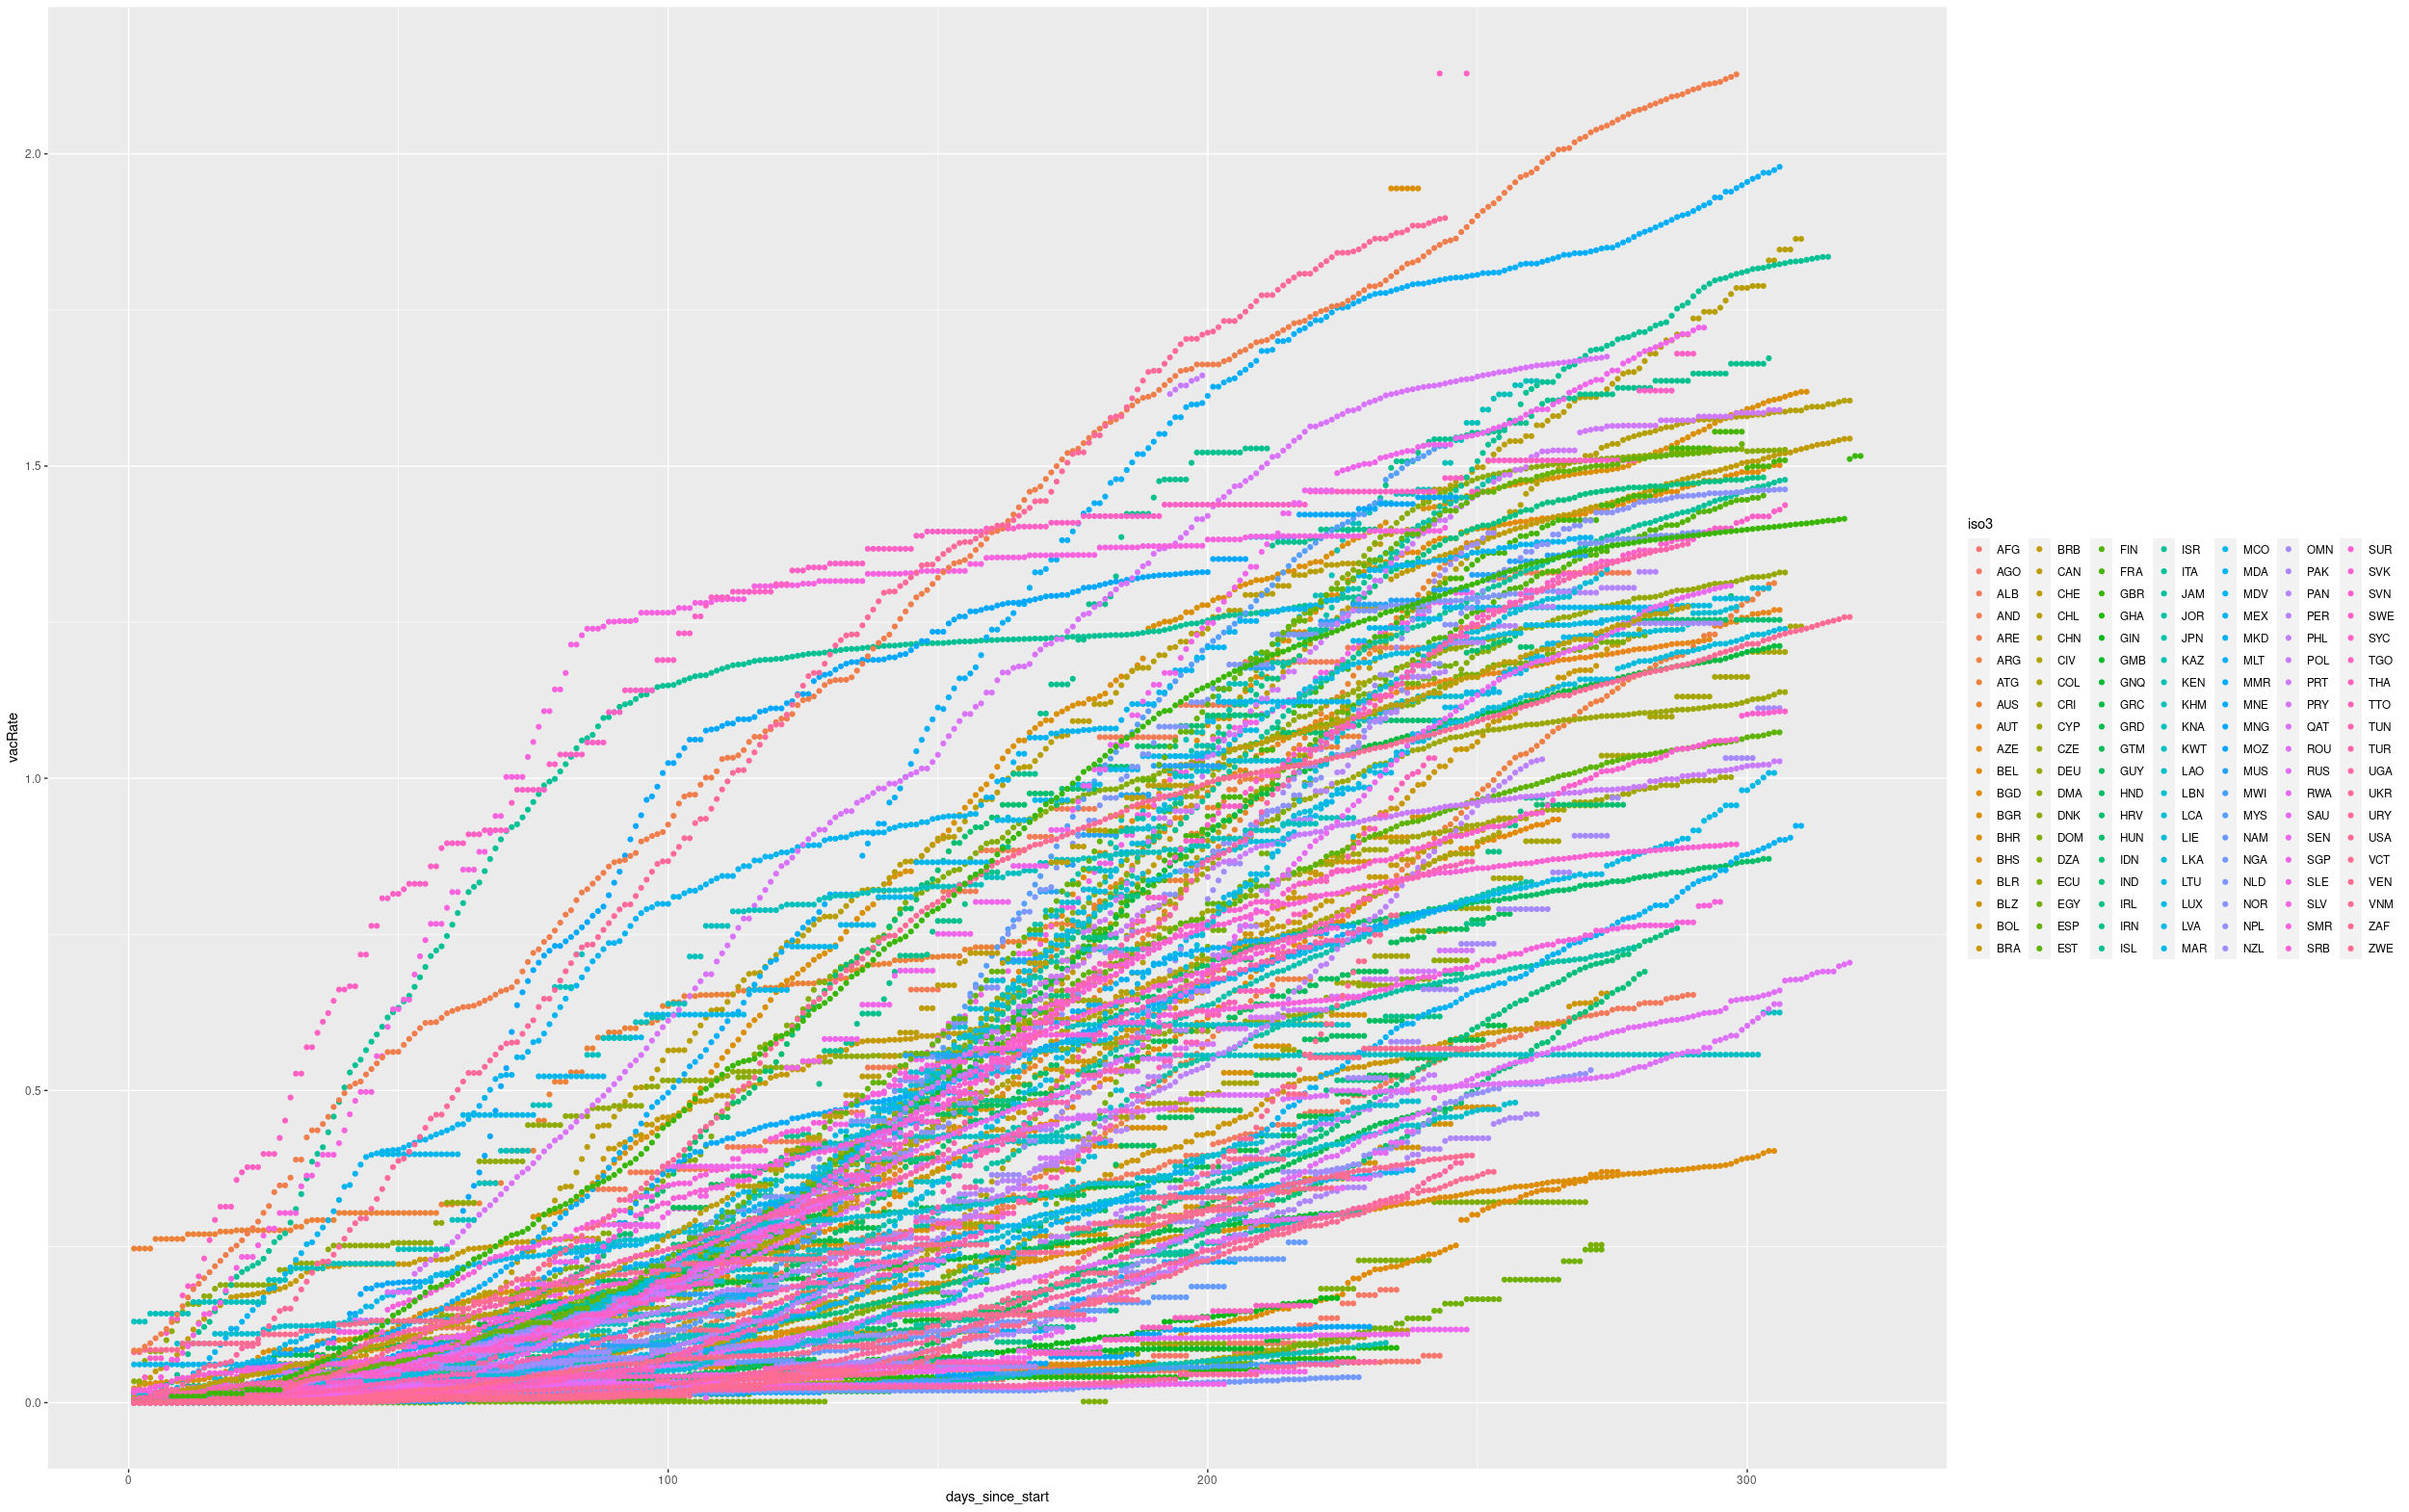 2.0
1.5
1.0
0.5
0.0
vacRate
0 100 200 300
days_since_start
iso3
AFG BRB FIN ISR MCO OMN SUR
AGO CAN FRA ITA MDA PAK SVK
ALB CHE GBR JAM MDV PAN SVN
AND CHL GHA JOR MEX PER SWE
ARE CHN GIN JPN MKD PHL SYC
ARG CIV GMB KAZ MLT POL TGO
ATG COL GNQ KEN MMR PRT THA
AUS CRI GRC KHM MNE PRY TTO
AUT CYP GRD KNA MNG QAT TUN
AZE CZE GTM KWT MOZ ROU TUR
BEL DEU GUY LAO MUS RUS UGA
BGD DMA HND LBN MWI RWA UKR
BGR DNK HRV LCA MYS SAU URY
BHR DOM HUN LIE NAM SEN USA
BHS DZA IDN LKA NGA SGP VCT
BLR ECU IND LTU NLD SLE VEN
BLZ EGY IRL LUX NOR SLV VNM
BOL ESP IRN LVA NPL SMR ZAF
BRA EST ISL MAR NZL SRB ZWE